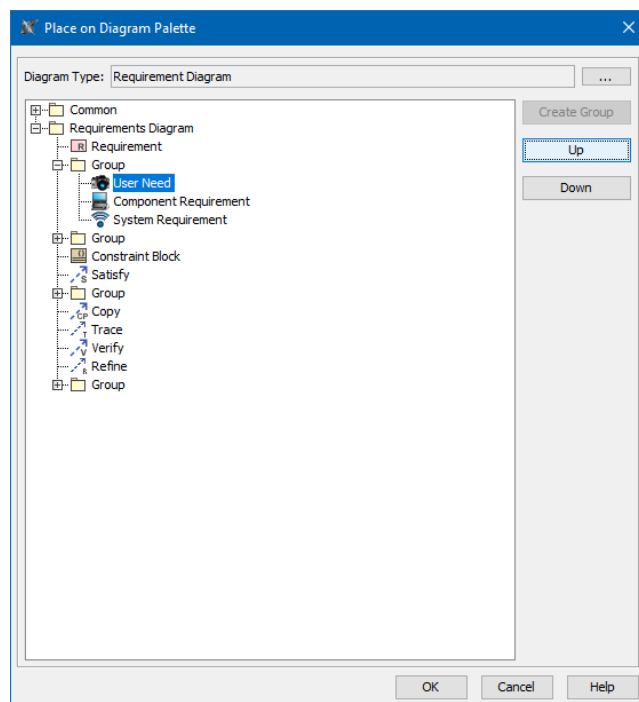 Place on Diagram Palette
Diagram Type: Requirement Diagram ...
Common
Requirements Diagram
R Requirement
Group
User Need
Component Requirement
System Requirement
Group
{} Constraint Block
S Satisfy
Group
CP Copy
T Trace
V Verify
R Refine
Group
Create Group
Up
Down
OK Cancel Help